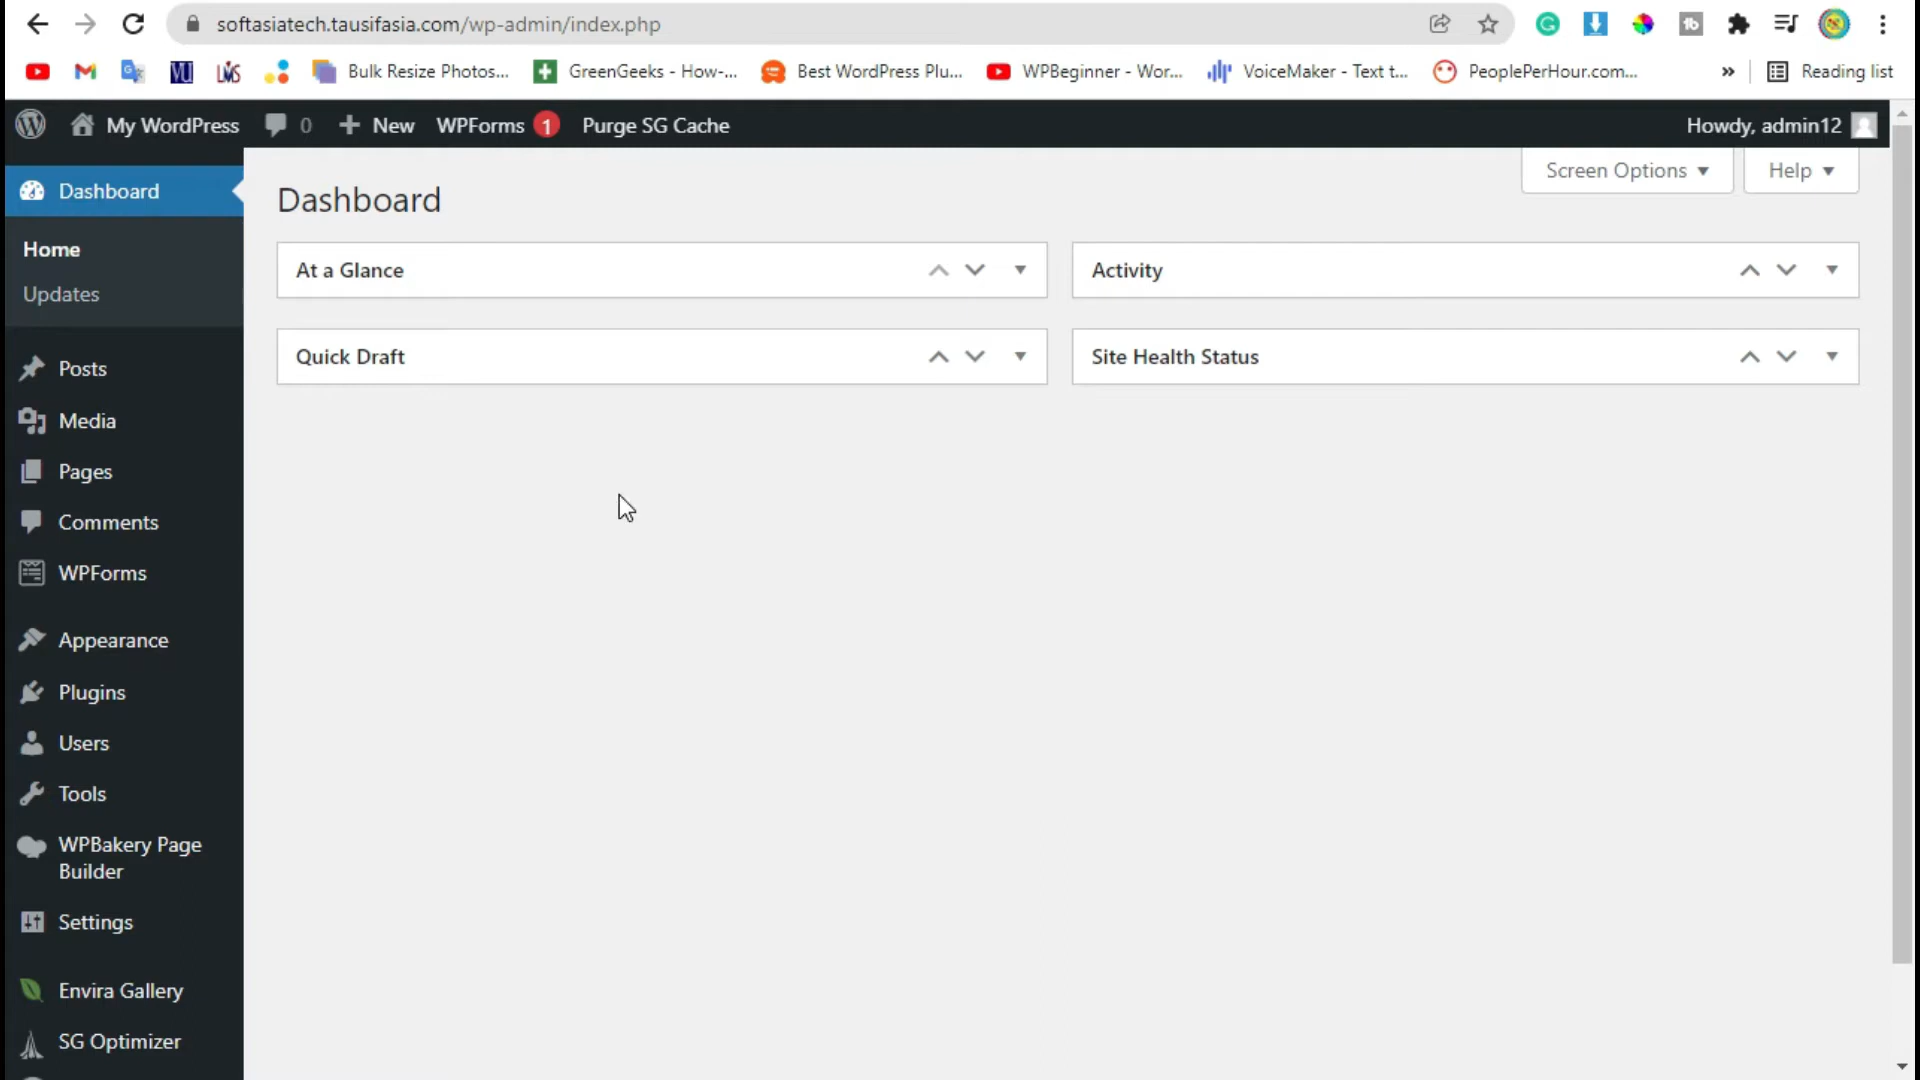 softasiatech.tausifasia.com/wp-admin/index.php
Bulk Resize Photos...
GreenGeeks - How-...
Best WordPress Plu...
WPBeginner - Wor...
VoiceMaker - Text t...
PeoplePerHour.com...
»
Reading list
My WordPress
0
New
WPForms
1
Purge SG Cache
Howdy, admin12
Dashboard
Home
Updates
Posts
Media
Pages
Comments
WPForms
Appearance
Plugins
Users
Tools
WPBakery Page
Builder
Settings
Envira Gallery
SG Optimizer
Screen Options
Help
Dashboard
At a Glance
Activity
Quick Draft
Site Health Status